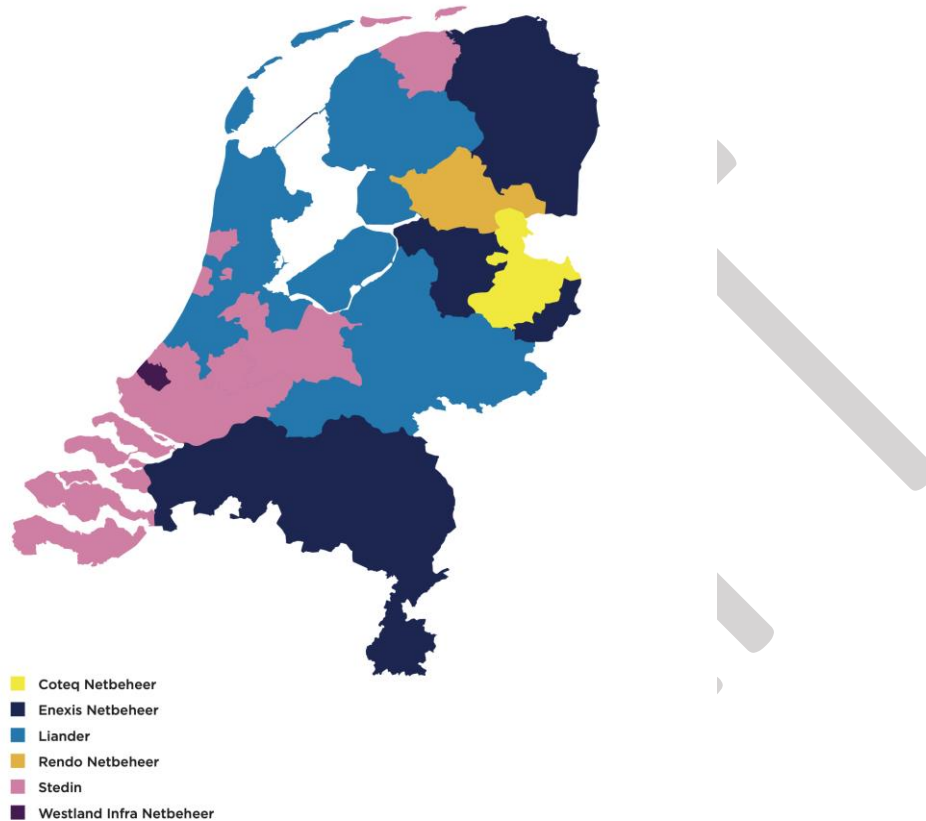 Coteq Netbeheer
Enexis Netbeheer
Liander
Rendo Netbeheer
Stedin
Westland Infra Netbeheer